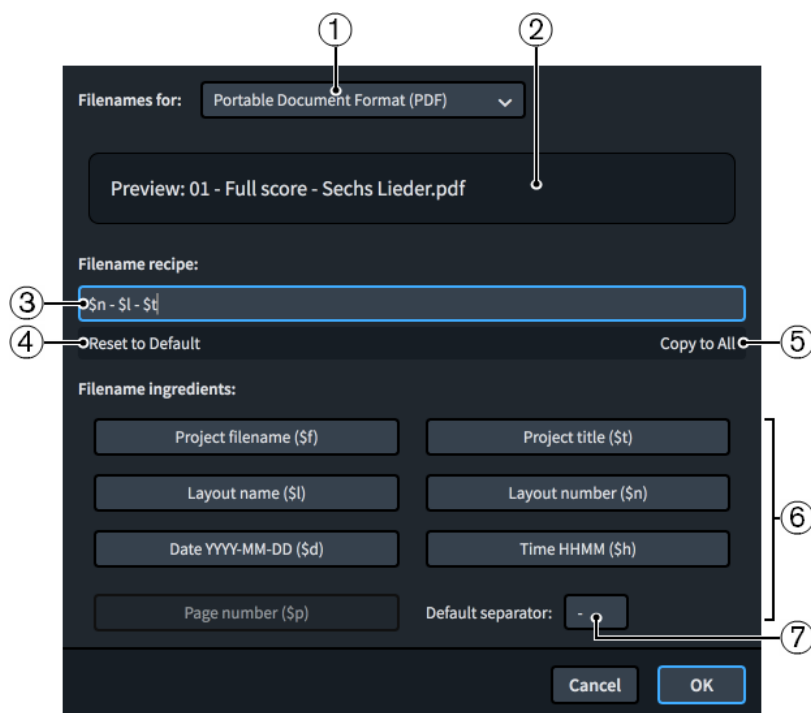 ① ②
Filenames for: Portable Document Format (PDF)
Preview: 01 - Full score - Sechs Lieder.pdf
Filename recipe:
③ $n - $l - $t
④ Reset to Default Copy to All ⑤
Filename ingredients:
Project filename ($f) Project title ($t)
Layout name ($l) Layout number ($n)
⑥
Date YYYY-MM-DD ($d) Time HHMM ($h)
Page number ($p) Default separator: -
⑦
Cancel OK